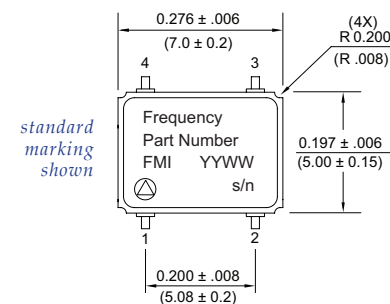 0.276 ± .006
(7.0 ± 0.2)
(4X)
R 0.200
(R .008)
4
3
standard
marking
shown
Frequency
Part Number
FMI YYWW
s/n
0.197 ± .006
(5.00 ± 0.15)
1
2
0.200 ± .008
(5.08 ± 0.2)